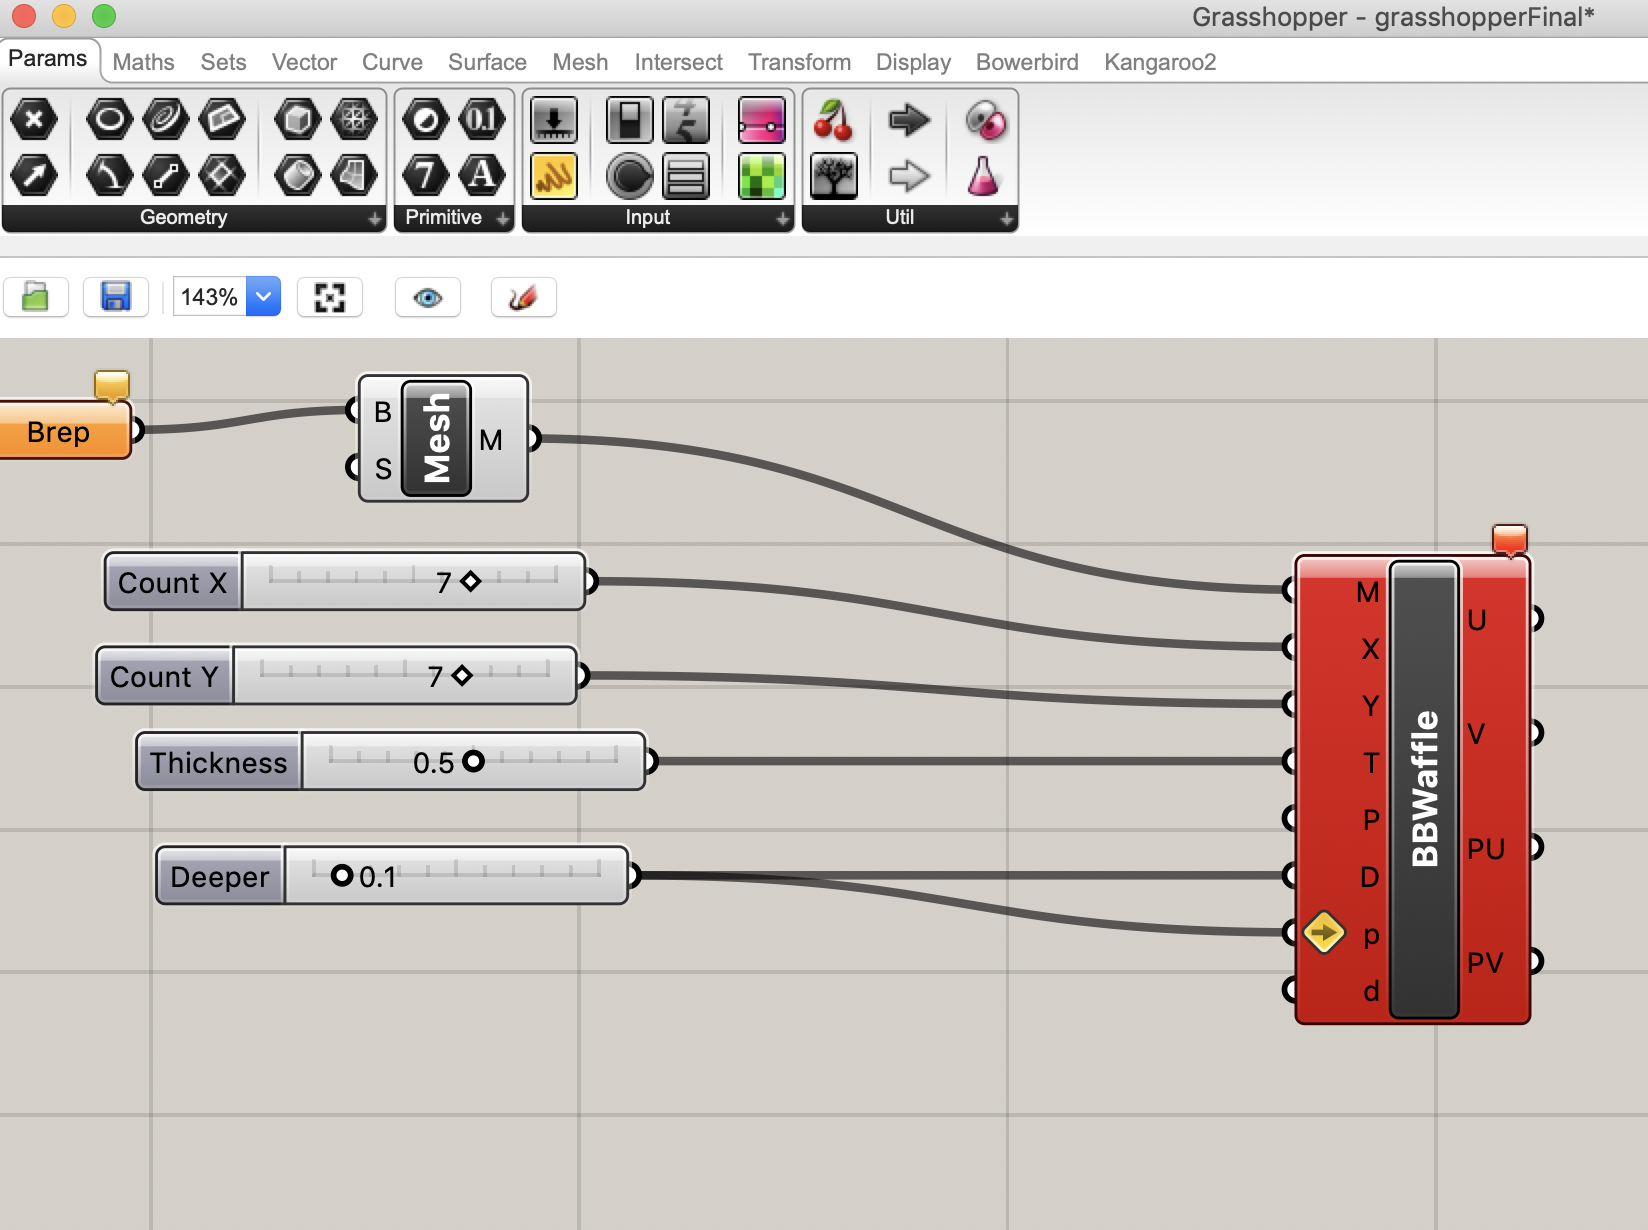 Grasshopper - grasshopperFinal*
Params Maths Sets Vector Curve Surface Mesh Intersect Transform Display Bowerbird Kangaroo2
0.1
7 A
Geometry Primitive Input Util
143%
Brep
B
S
Mesh
M
Count X 7
Count Y 7
Thickness 0.5
Deeper 0.1
M
X
Y
T
P
D
p
d
BBWaffle
U
V
PU
PV